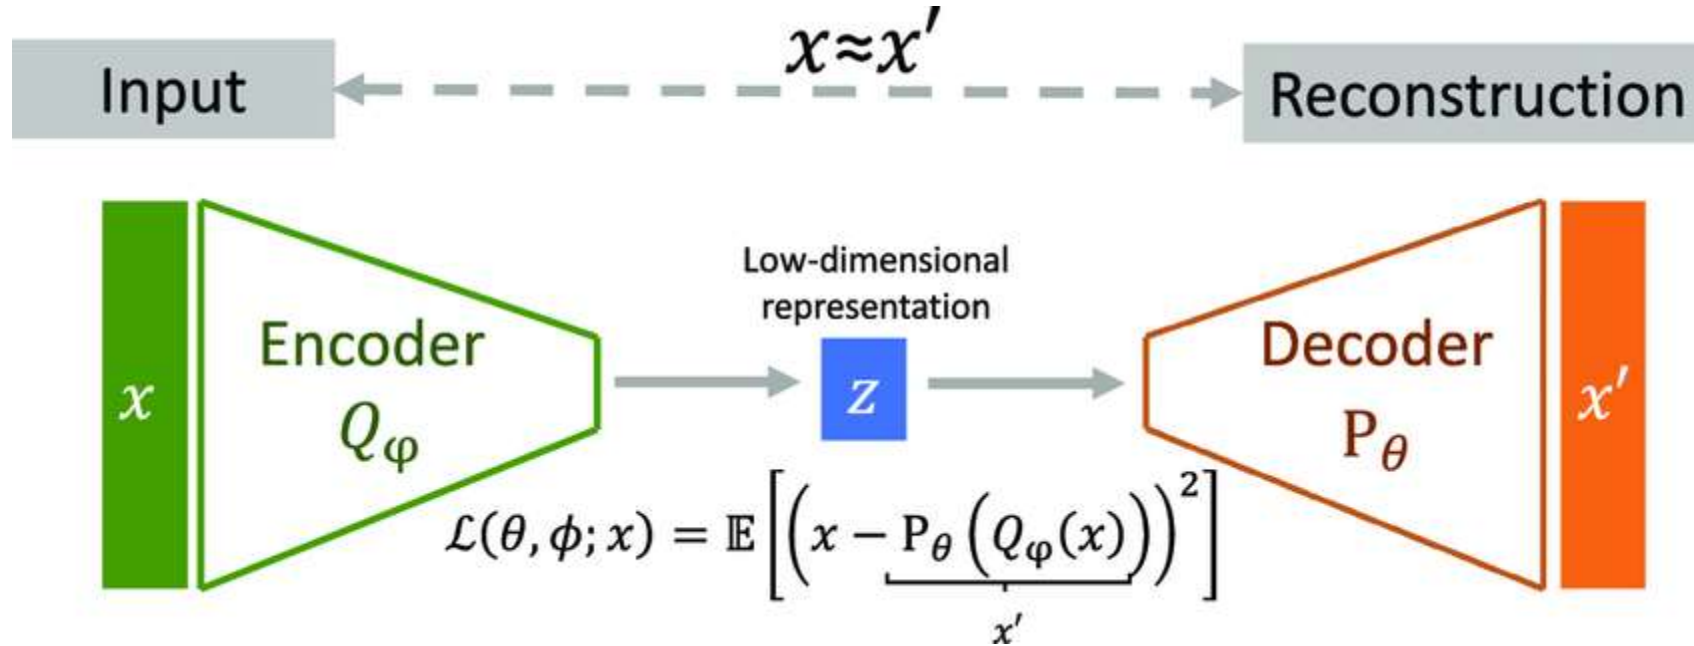 x≈x′
Input
Reconstruction
Low-dimensional
representation
Encoder
Decoder
x
Q_φ
z
P_θ
x′
ℒ(θ, ϕ; x) = 𝔼[(x − P_θ(Q_φ(x)))²]
x′